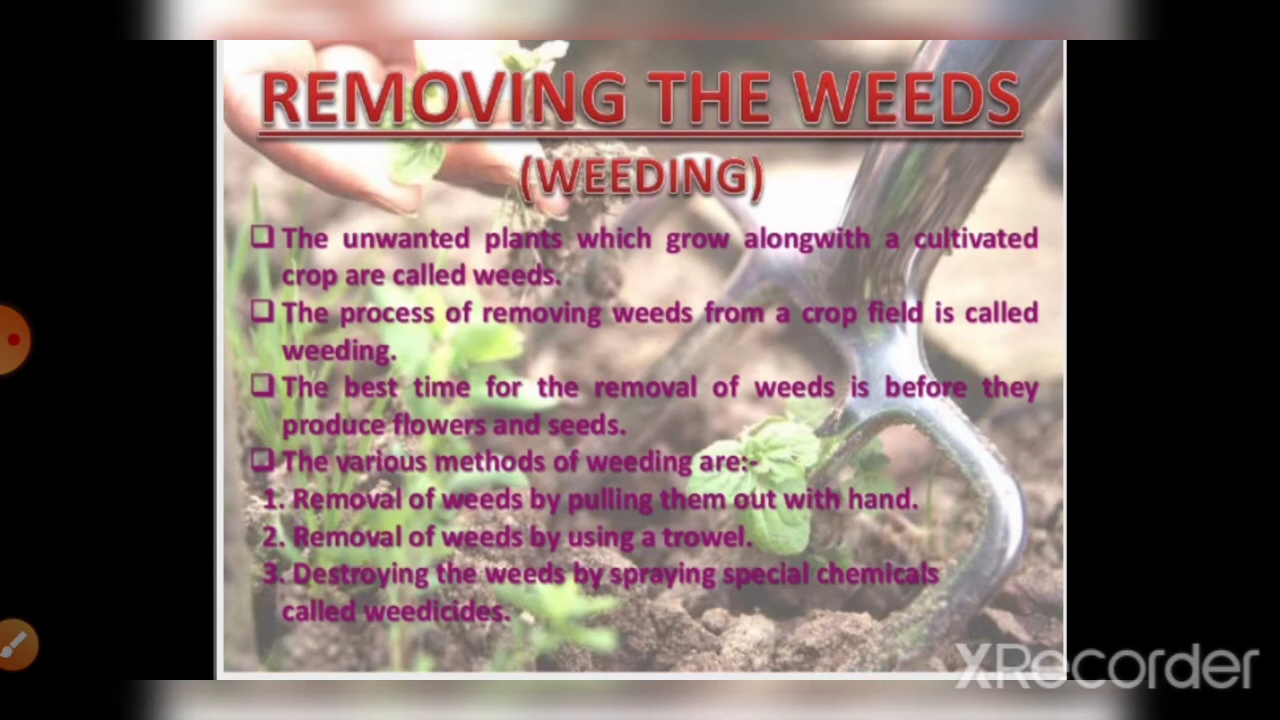 REMOVING THE WEEDS
(WEEDING)
❑ The unwanted plants which grow alongwith a cultivated
crop are called weeds.
❑ The process of removing weeds from a crop field is called
weeding.
❑ The best time for the removal of weeds is before they
produce flowers and seeds.
❑ The various methods of weeding are:-
1. Removal of weeds by pulling them out with hand.
2. Removal of weeds by using a trowel.
3. Destroying the weeds by spraying special chemicals
called weedicides.
XRecorder